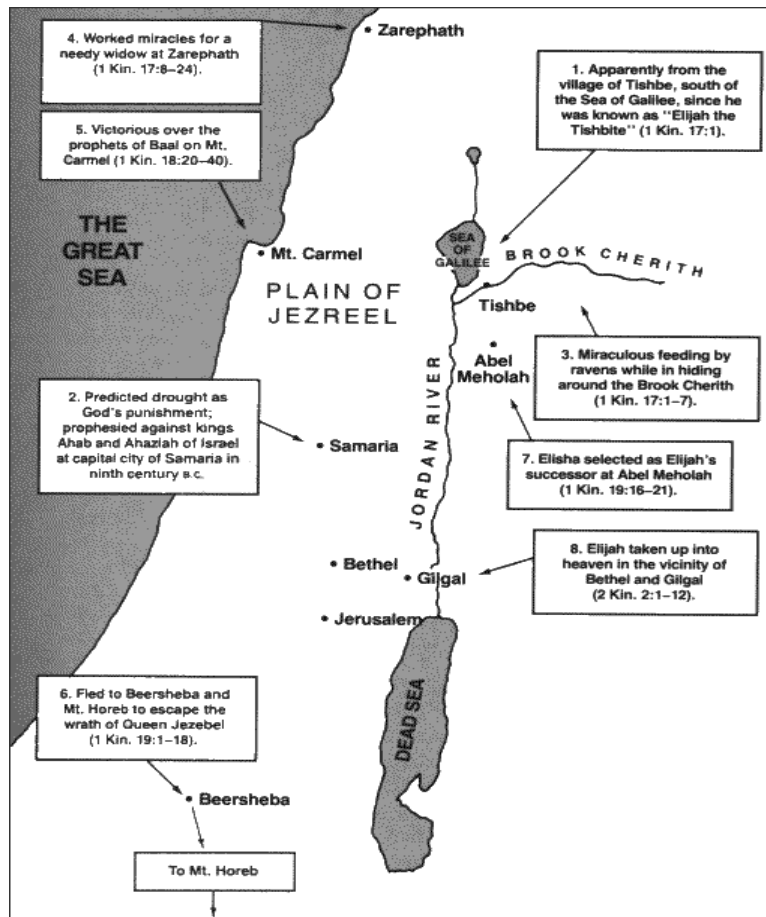 4. Worked miracles for a
needy widow at Zarephath
(1 Kin. 17:8–24).
Zarephath
1. Apparently from the
village of Tishbe, south of
the Sea of Galilee, since he
was known as "Elijah the
Tishbite" (1 Kin. 17:1).
5. Victorious over the
prophets of Baal on Mt.
Carmel (1 Kin. 18:20–40).
THE
GREAT
SEA
Mt. Carmel
SEA
OF
GALILEE
BROOK CHERITH
PLAIN OF
JEZREEL
Tishbe
Abel
Meholah
3. Miraculous feeding by
ravens while in hiding
around the Brook Cherith
(1 Kin. 17:1–7).
2. Predicted drought as
God's punishment;
prophesied against kings
Ahab and Ahaziah of Israel
at capital city of Samaria in
ninth century B.C.
Samaria
JORDAN RIVER
7. Elisha selected as Elijah's
successor at Abel Meholah
(1 Kin. 19:16–21).
Bethel
Gilgal
8. Elijah taken up into
heaven in the vicinity of
Bethel and Gilgal
(2 Kin. 2:1–12).
Jerusalem
6. Fled to Beersheba and
Mt. Horeb to escape the
wrath of Queen Jezebel
(1 Kin. 19:1–18).
DEAD SEA
Beersheba
To Mt. Horeb